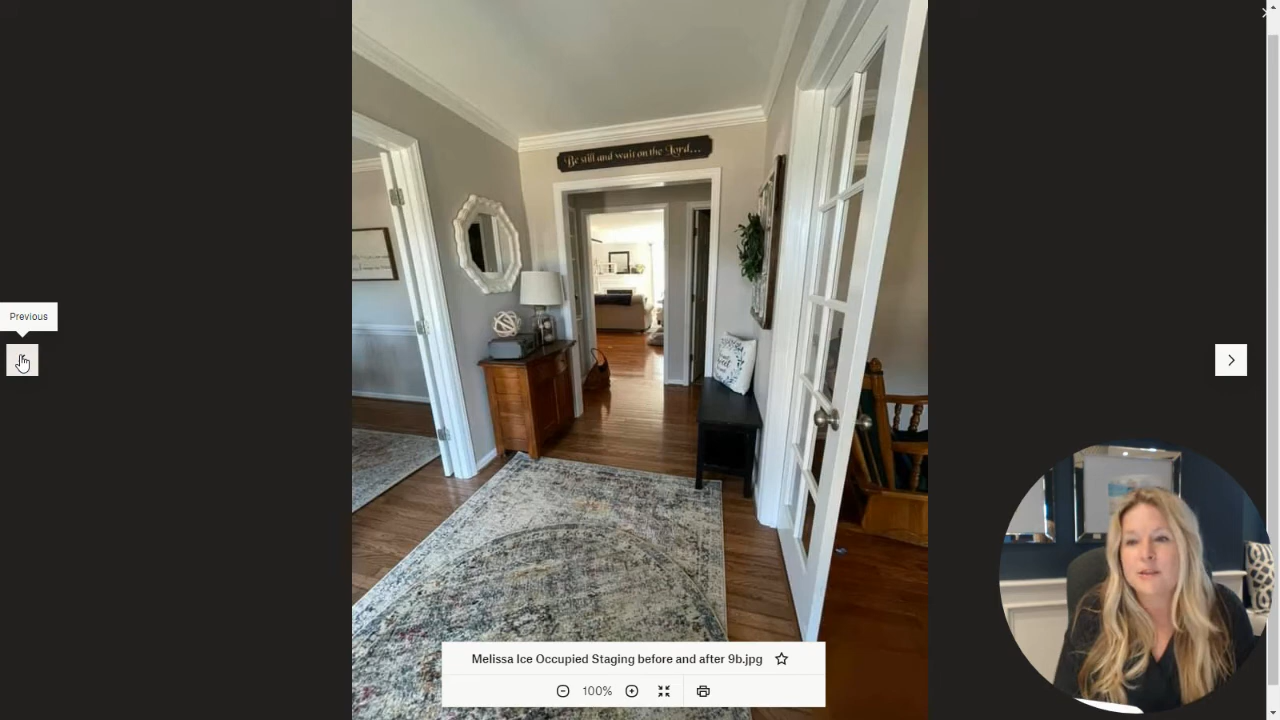 Be still and wait on the Lord...
Previous
Melissa Ice Occupied Staging before and after 9b.jpg
100%